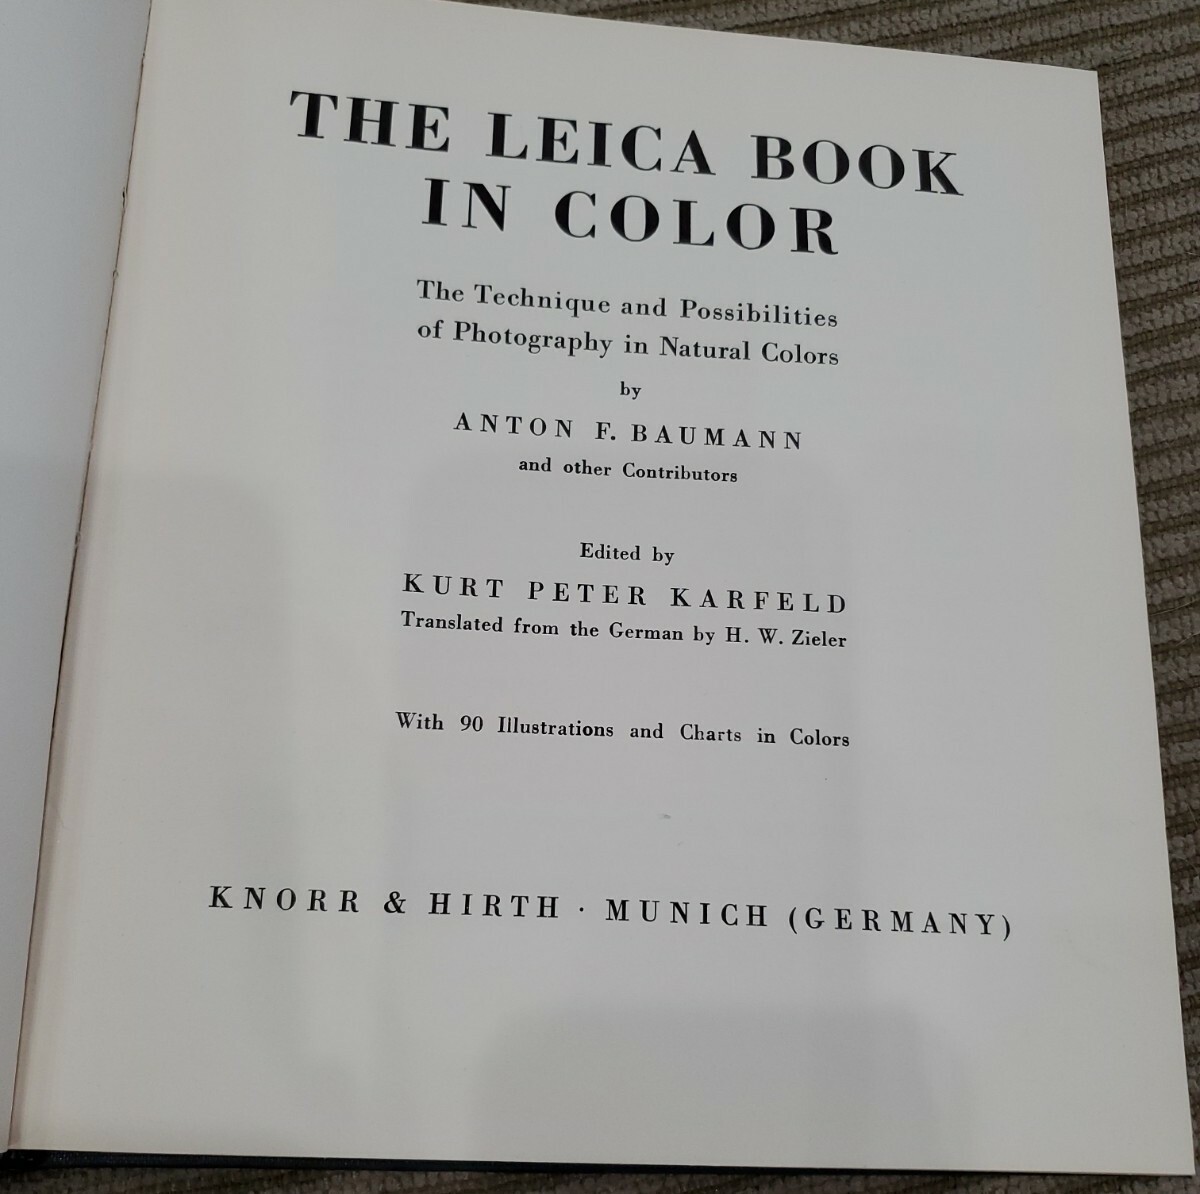 THE LEICA BOOK
IN COLOR
The Technique and Possibilities
of Photography in Natural Colors
by
ANTON F. BAUMANN
and other Contributors
Edited by
KURT PETER KARFELD
Translated from the German by H. W. Zieler
With 90 Illustrations and Charts in Colors
KNORR & HIRTH · MUNICH (GERMANY)